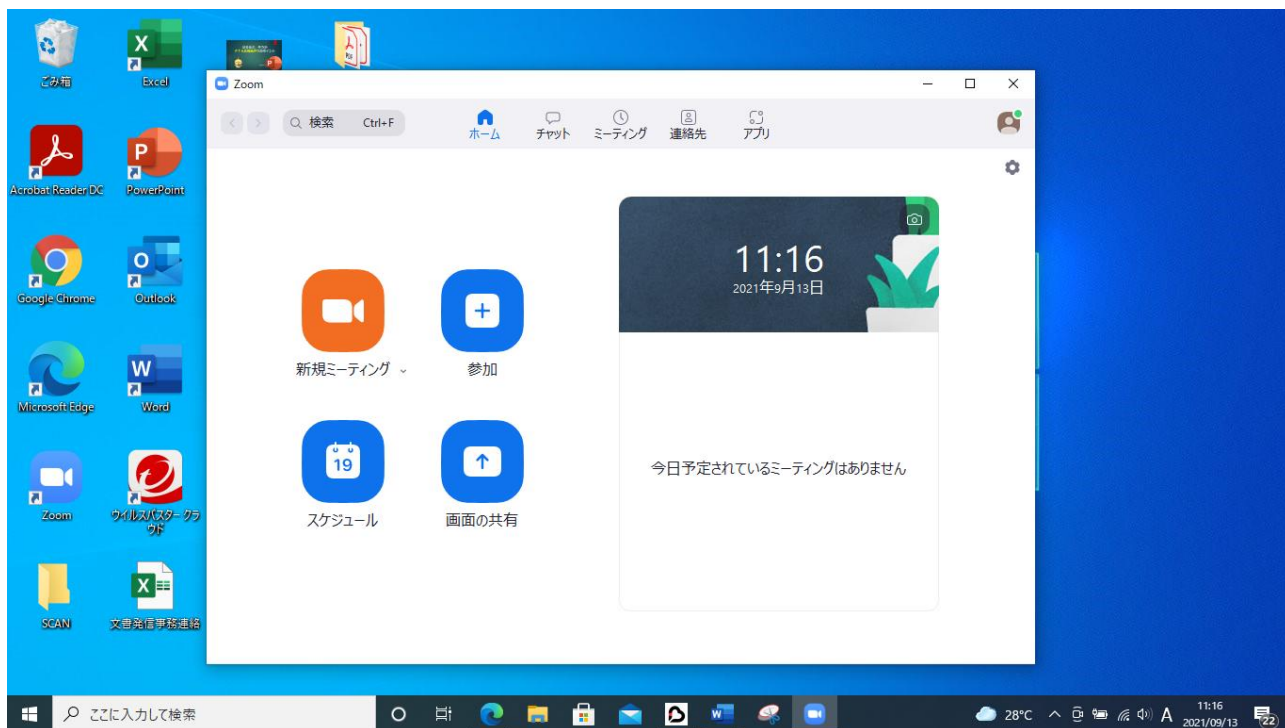 ごみ箱
Excel
Acrobat Reader DC
PowerPoint
Google Chrome
Outlook
Microsoft Edge
Word
Zoom
ウイルスバスター クラウド
SCAN
文書発信事務連絡
Zoom
検索 Ctrl+F
ホーム
チャット
ミーティング
連絡先
アプリ
11:16
2021年9月13日
新規ミーティング
参加
19
スケジュール
画面の共有
今日予定されているミーティングはありません
ここに入力して検索
28°C
A
11:16
2021/09/13
22